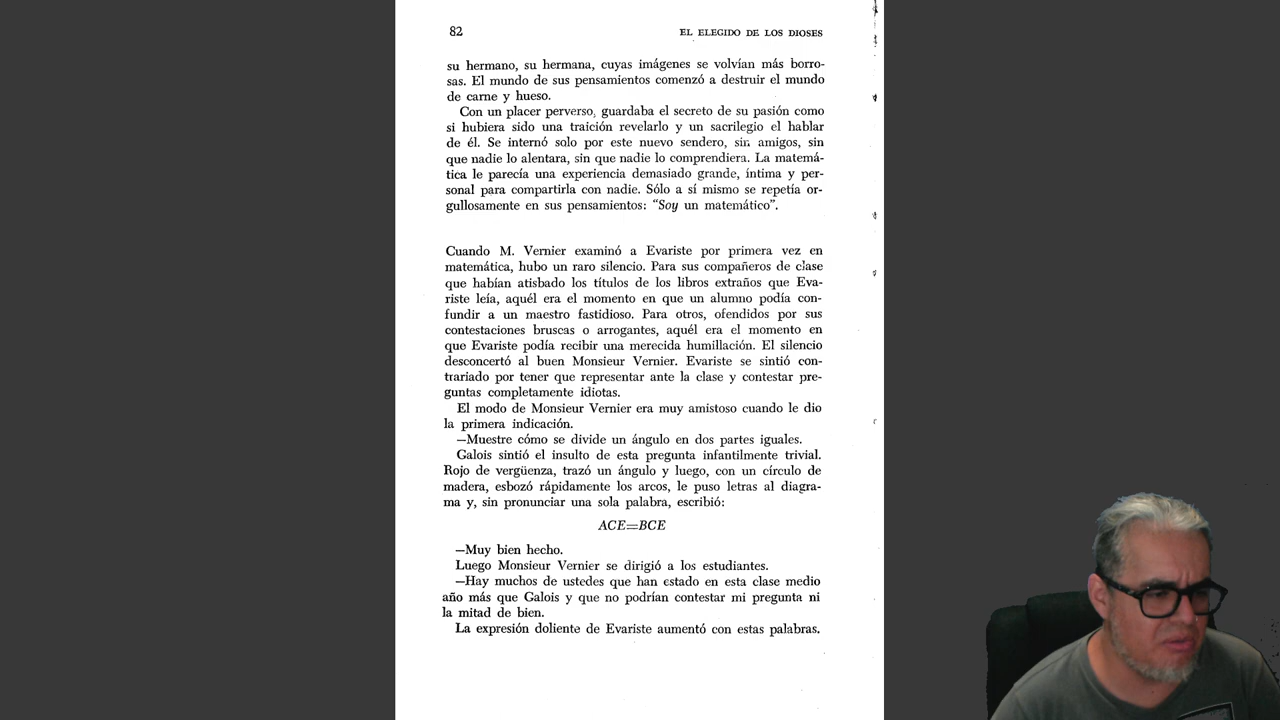 82 EL ELEGIDO DE LOS DIOSES
su hermano, su hermana, cuyas imágenes se volvían más borro-
sas. El mundo de sus pensamientos comenzó a destruir el mundo
de carne y hueso.
Con un placer perverso, guardaba el secreto de su pasión como
si hubiera sido una traición revelarlo y un sacrilegio el hablar
de él. Se internó solo por este nuevo sendero, sin amigos, sin
que nadie lo alentara, sin que nadie lo comprendiera. La matemá-
tica le parecía una experiencia demasiado grande, íntima y per-
sonal para compartirla con nadie. Sólo a sí mismo se repetía or-
gullosamente en sus pensamientos: "Soy un matemático".
Cuando M. Vernier examinó a Evariste por primera vez en
matemática, hubo un raro silencio. Para sus compañeros de clase
que habían atisbado los títulos de los libros extraños que Eva-
riste leía, aquél era el momento en que un alumno podía con-
fundir a un maestro fastidioso. Para otros, ofendidos por sus
contestaciones bruscas o arrogantes, aquél era el momento en
que Evariste podía recibir una merecida humillación. El silencio
desconcertó al buen Monsieur Vernier. Evariste se sintió con-
trariado por tener que representar ante la clase y contestar pre-
guntas completamente idiotas.
El modo de Monsieur Vernier era muy amistoso cuando le dio
la primera indicación.
—Muestre cómo se divide un ángulo en dos partes iguales.
Galois sintió el insulto de esta pregunta infantilmente trivial.
Rojo de vergüenza, trazó un ángulo y luego, con un círculo de
madera, esbozó rápidamente los arcos, le puso letras al diagra-
ma y, sin pronunciar una sola palabra, escribió:
ACE=BCE
—Muy bien hecho.
Luego Monsieur Vernier se dirigió a los estudiantes.
—Hay muchos de ustedes que han estado en esta clase medio
año más que Galois y que no podrían contestar mi pregunta ni
la mitad de bien.
La expresión doliente de Evariste aumentó con estas palabras.